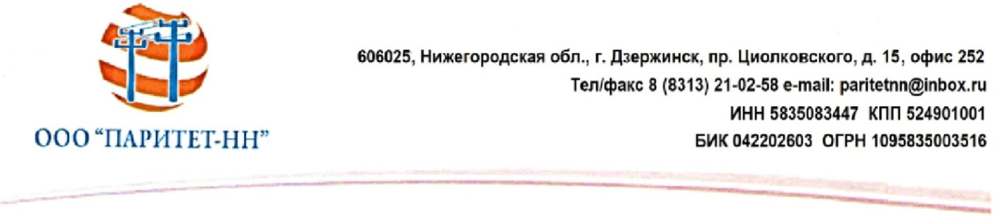 606025, Нижегородская обл., г. Дзержинск, пр. Циолковского, д. 15, офис 252
Тел/факс 8 (8313) 21-02-58 e-mail: paritetnn@inbox.ru
ИНН 5835083447 КПП 524901001
БИК 042202603 ОГРН 1095835003516
ООО “ПАРИТЕТ-НН”